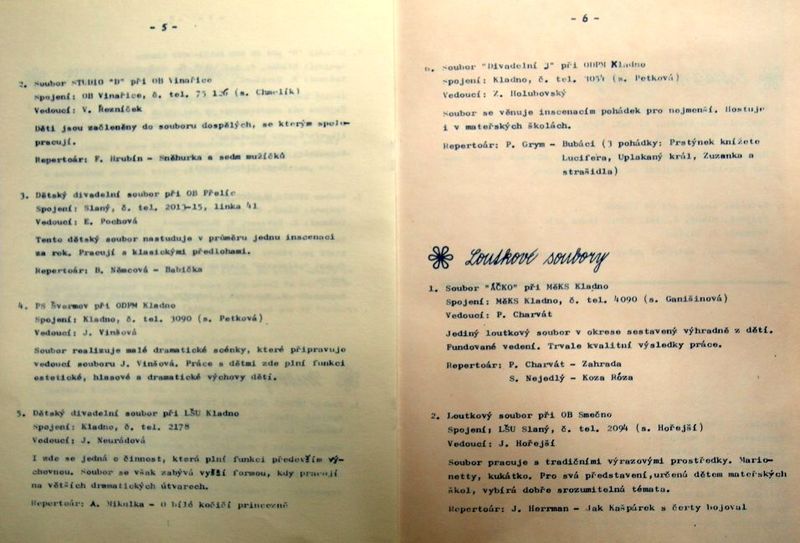 - 5 -
2. Soubor STUDIO "D" při OB Vinařice
Spojení: OB Vinařice, č. tel. 75 126 (s. Chmelík)
Vedoucí: V. Řezníček
Děti jsou začleněny do souboru dospělých, se kterým spolu-
pracují.
Repertoár: F. Hrubín - Sněhurka a sedm mužíčků
3. Dětský divadelní soubor při OB Přelíc
Spojení: Slaný, č. tel. 2013-15, linka 41
Vedoucí: E. Pochová
Tento dětský soubor nastuduje v průměru jednu inscenaci
za rok. Pracují s klasickými předlohami.
Repertoár: B. Němcová - Babička
4. PS Švermov při ODPM Kladno
Spojení: Kladno, č. tel. 3090 (s. Petková)
Vedoucí: J. Vinšová
Soubor realizuje malé dramatické scénky, které připravuje
vedoucí souboru J. Vinšová. Práce s dětmi zde plní funkci
estetické, hlasové a dramatické výchovy dětí.
5. Dětský divadelní soubor při LŠU Kladno
Spojení: Kladno, č. tel. 2178
Vedoucí: J. Neurádová
I zde se jedná o činnost, která plní funkci především vý-
chovnou. Soubor se však zabývá vyšší formou, kdy pracují
na větších dramatických útvarech.
Repertoár: A. Mikulka - O bílé kočičí princezně
- 6 -
6. Soubor "Divadelní J" při ODPM Kladno
Spojení: Kladno, č. tel. 3054 (s. Petková)
Vedoucí: Z. Holubovský
Soubor se věnuje inscenacím pohádek pro nejmenší. Hostuje
i v mateřských školách.
Repertoár: P. Grym - Bubáci (3 pohádky: Prstýnek knížete
Lucifera, Uplakaný král, Zuzanka a
strašidla)
Loutkové soubory
1. Soubor "ÁČKO" při MěKS Kladno
Spojení: MěKS Kladno, č. tel. 4090 (s. Ganišinová)
Vedoucí: P. Charvát
Jediný loutkový soubor v okrese sestavený výhradně z dětí.
Fundované vedení. Trvale kvalitní výsledky práce.
Repertoár: P. Charvát - Zahrada
S. Nejedlý - Koza Róza
2. Loutkový soubor při OB Smečno
Spojení; LŠU Slaný, č. tel. 2094 (s. Hořejší)
Vedoucí: J. Hořejší
Soubor pracuje s tradičními výrazovými prostředky. Mario-
netty, kukátko. Pro svá představení,určená dětem mateřských
škol, vybírá dobře srozumitelná témata.
Repertoár: J. Herrman - Jak Kašpárek s čerty bojoval